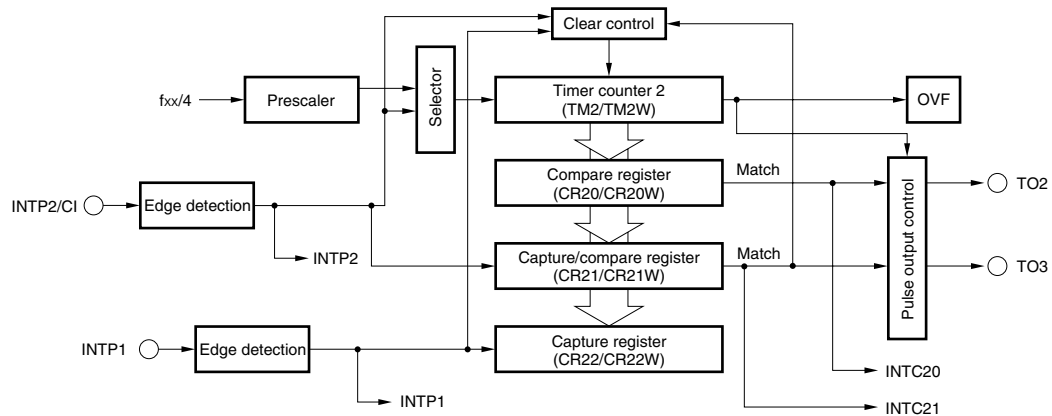 Clear control
fxx/4
Prescaler
Selector
Timer counter 2
(TM2/TM2W)
OVF
Compare register
(CR20/CR20W)
Match
Pulse output control
TO2
INTP2/CI
Edge detection
INTP2
Capture/compare register
(CR21/CR21W)
Match
TO3
INTP1
Edge detection
Capture register
(CR22/CR22W)
INTP1
INTC20
INTC21